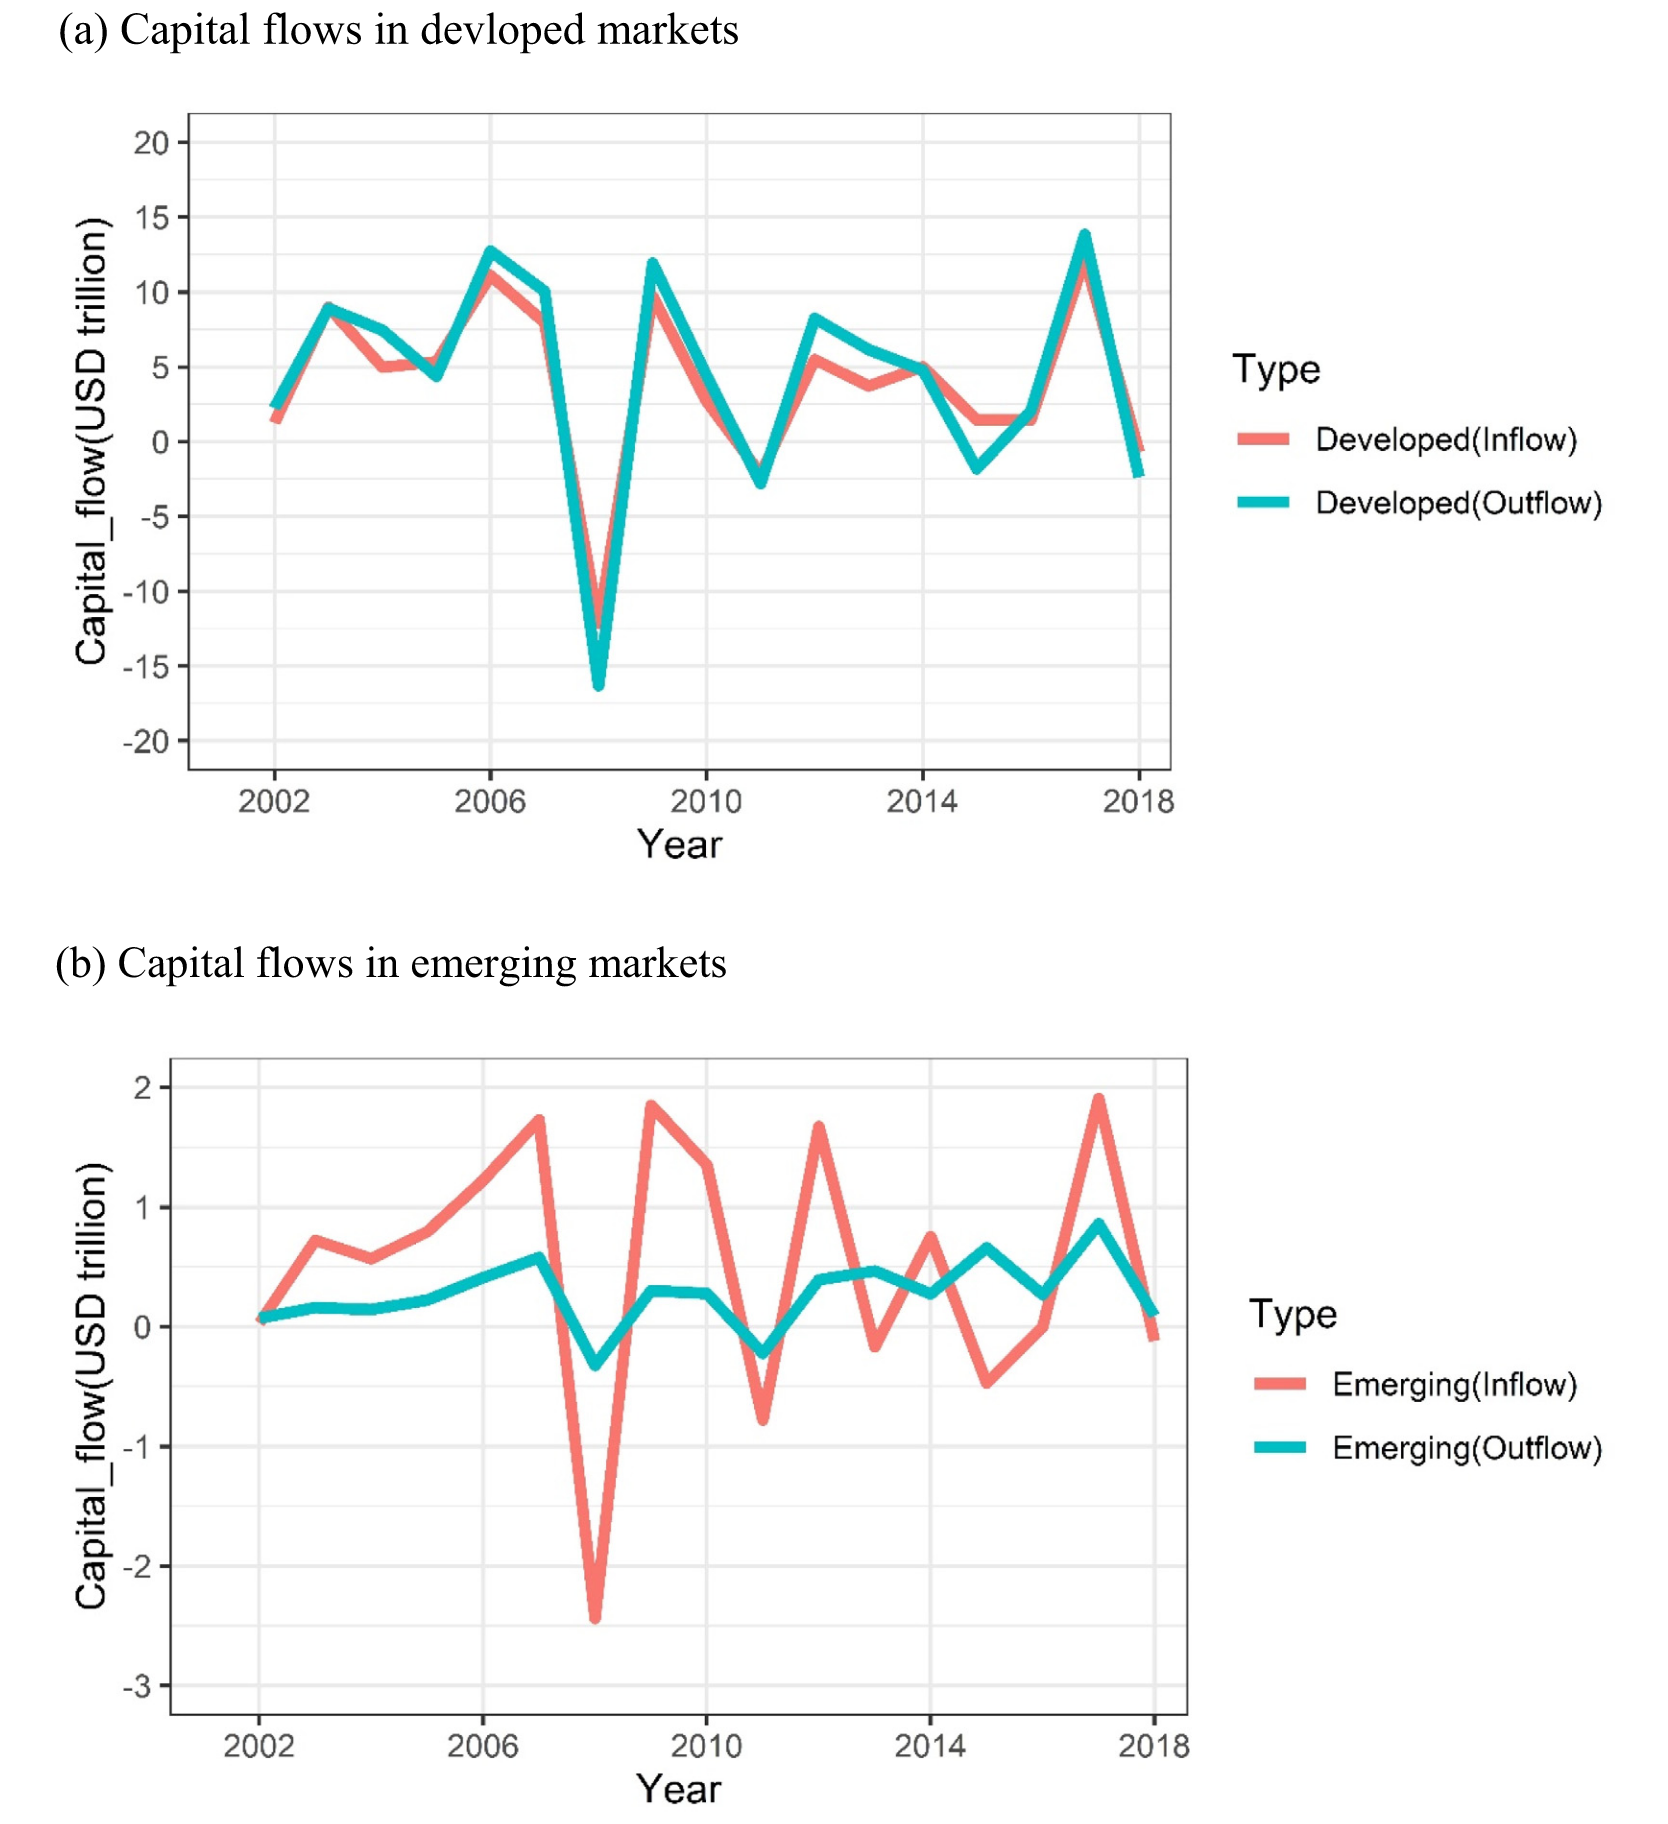 (a) Capital flows in devloped markets
20
15
10
5
0
-5
-10
-15
-20
Capital_flow(USD trillion)
2002 2006 2010 2014 2018
Year
Type
Developed(Inflow)
Developed(Outflow)
(b) Capital flows in emerging markets
2
1
0
-1
-2
-3
Capital_flow(USD trillion)
2002 2006 2010 2014 2018
Year
Type
Emerging(Inflow)
Emerging(Outflow)